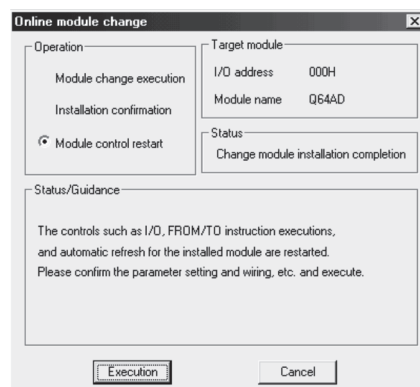 Online module change
Operation
Module change execution
Installation confirmation
Module control restart
Target module
I/O address 000H
Module name Q64AD
Status
Change module installation completion
Status/Guidance
The controls such as I/O, FROM/TO instruction executions,
and automatic refresh for the installed module are restarted.
Please confirm the parameter setting and wiring, etc. and execute.
Execution Cancel